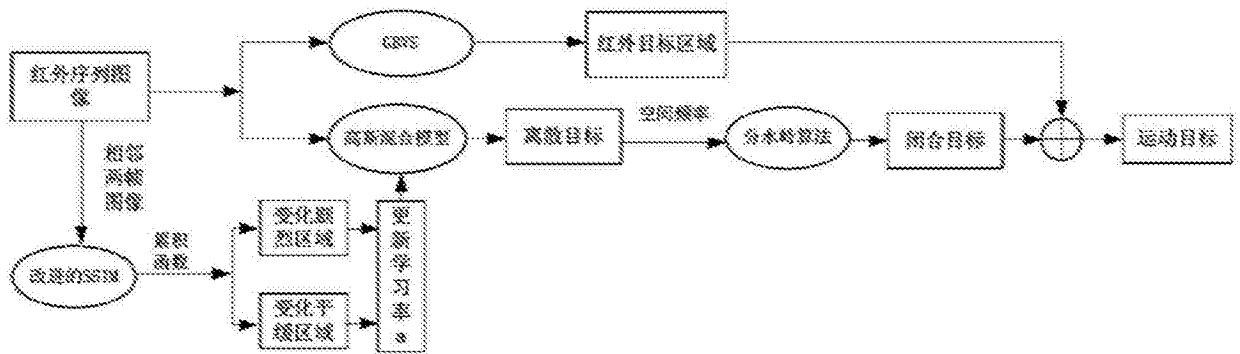 GBVS
红外序列图
像
红外目标区域
高斯混合模型
离散目标
空间频率
分水岭算法
闭合目标
运动目标
相邻
两帧
图像
改进的SSIM
累积
函数
变化剧
烈区域
变化平
缓区域
更
新
学
习
率
α